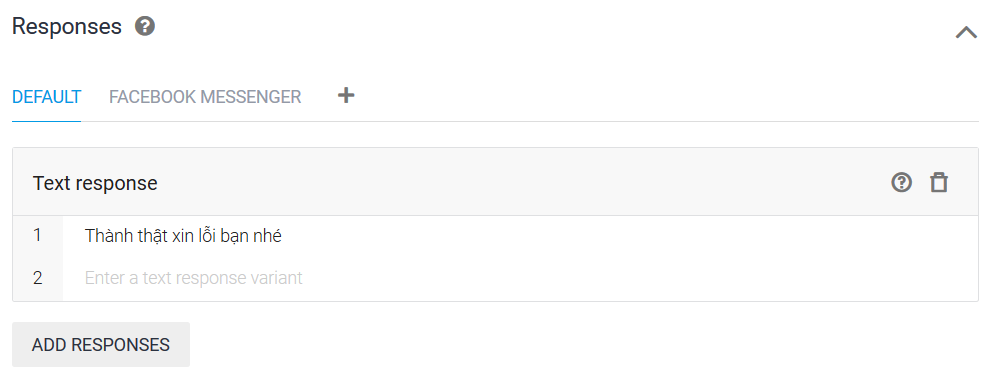 Responses
DEFAULT FACEBOOK MESSENGER
Text response
1 Thành thật xin lỗi bạn nhé
2 Enter a text response variant
ADD RESPONSES